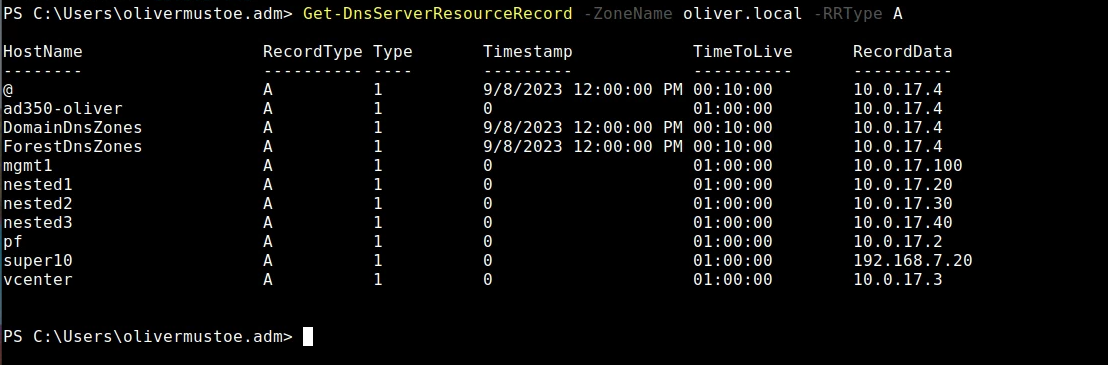 PS C:\Users\olivermustoe.adm> Get-DnsServerResourceRecord -ZoneName oliver.local -RRType A
HostName RecordType Type Timestamp TimeToLive RecordData
-------- ---------- ---- --------- ---------- ----------
@ A 1 9/8/2023 12:00:00 PM 00:10:00 10.0.17.4
ad350-oliver A 1 0 01:00:00 10.0.17.4
DomainDnsZones A 1 9/8/2023 12:00:00 PM 00:10:00 10.0.17.4
ForestDnsZones A 1 9/8/2023 12:00:00 PM 00:10:00 10.0.17.4
mgmt1 A 1 0 01:00:00 10.0.17.100
nested1 A 1 0 01:00:00 10.0.17.20
nested2 A 1 0 01:00:00 10.0.17.30
nested3 A 1 0 01:00:00 10.0.17.40
pf A 1 0 01:00:00 10.0.17.2
super10 A 1 0 01:00:00 192.168.7.20
vcenter A 1 0 01:00:00 10.0.17.3
PS C:\Users\olivermustoe.adm>